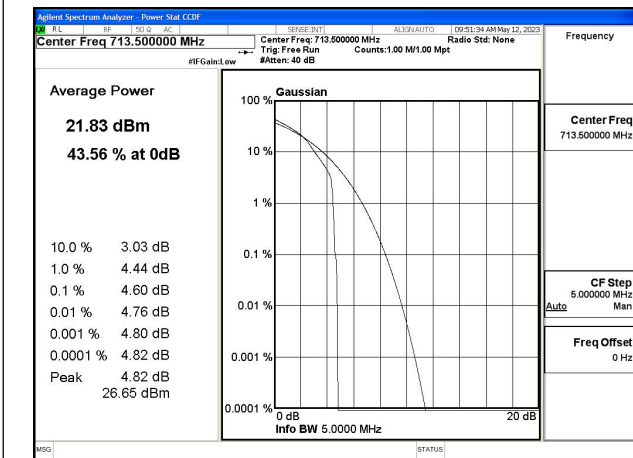 Agilent Spectrum Analyzer - Power Stat CCDF
RL RF 50 Ω AC SENSE:INT ALIGN AUTO 09:51:34 AM May 12, 2023
Center Freq 713.500000 MHz
Center Freq: 713.500000 MHz Radio Std: None
Trig: Free Run Counts:1.00 M/1.00 Mpt
#IFGain:Low #Atten: 40 dB
Frequency
Average Power
21.83 dBm
43.56 % at 0dB
10.0 % 3.03 dB
1.0 % 4.44 dB
0.1 % 4.60 dB
0.01 % 4.76 dB
0.001 % 4.80 dB
0.0001 % 4.82 dB
Peak 4.82 dB
26.65 dBm
Gaussian
100 %
10 %
1 %
0.1 %
0.01 %
0.001 %
0.0001 %
0 dB 20 dB
Info BW 5.0000 MHz
Center Freq
713.500000 MHz
CF Step
5.000000 MHz
Auto Man
Freq Offset
0 Hz
MSG STATUS